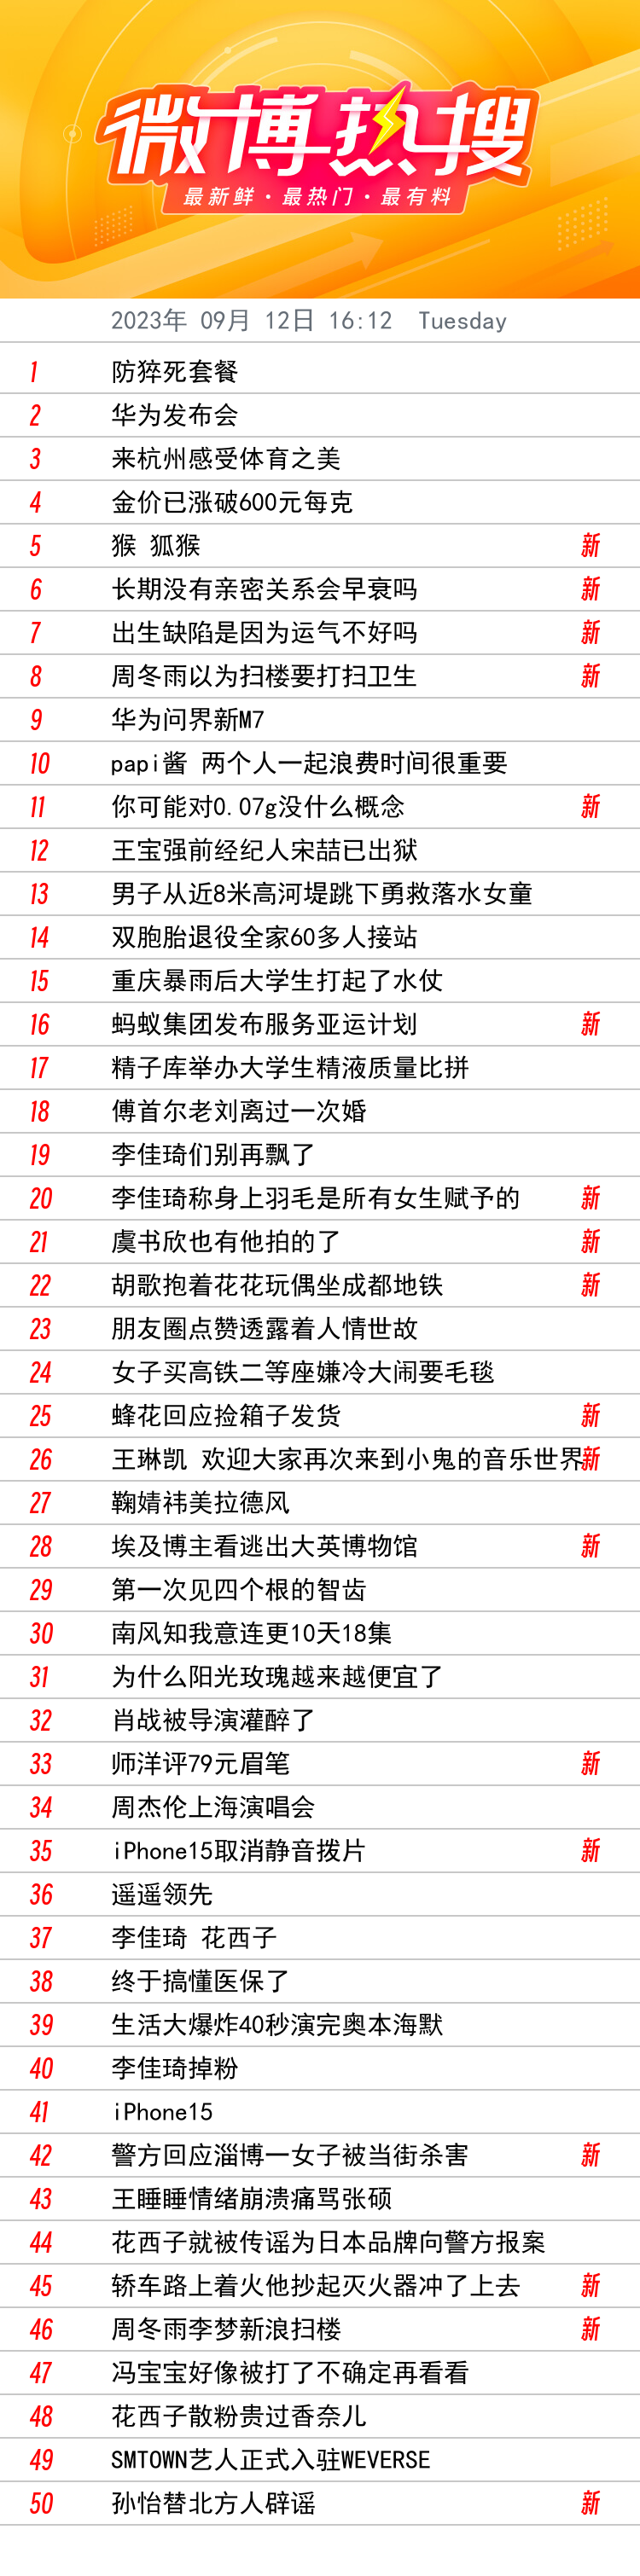 微博热搜
最新鲜·最热门·最有料
2023年 09月 12日 16:12 Tuesday
1 防猝死套餐
2 华为发布会
3 来杭州感受体育之美
4 金价已涨破600元每克
5 猴 狐猴 新
6 长期没有亲密关系会早衰吗 新
7 出生缺陷是因为运气不好吗 新
8 周冬雨以为扫楼要打扫卫生 新
9 华为问界新M7
10 papi酱 两个人一起浪费时间很重要
11 你可能对0.07g没什么概念 新
12 王宝强前经纪人宋喆已出狱
13 男子从近8米高河堤跳下勇救落水女童
14 双胞胎退役全家60多人接站
15 重庆暴雨后大学生打起了水仗
16 蚂蚁集团发布服务亚运计划 新
17 精子库举办大学生精液质量比拼
18 傅首尔老刘离过一次婚
19 李佳琦们别再飘了
20 李佳琦称身上羽毛是所有女生赋予的 新
21 虞书欣也有他拍的了 新
22 胡歌抱着花花玩偶坐成都地铁 新
23 朋友圈点赞透露着人情世故
24 女子买高铁二等座嫌冷大闹要毛毯
25 蜂花回应捡箱子发货 新
26 王琳凯 欢迎大家再次来到小鬼的音乐世界 新
27 鞠婧祎美拉德风
28 埃及博主看逃出大英博物馆 新
29 第一次见四个根的智齿
30 南风知我意连更10天18集
31 为什么阳光玫瑰越来越便宜了
32 肖战被导演灌醉了
33 师洋评79元眉笔 新
34 周杰伦上海演唱会
35 iPhone15取消静音拨片 新
36 遥遥领先
37 李佳琦 花西子
38 终于搞懂医保了
39 生活大爆炸40秒演完奥本海默
40 李佳琦掉粉
41 iPhone15
42 警方回应淄博一女子被当街杀害 新
43 王睡睡情绪崩溃痛骂张硕
44 花西子就被传谣为日本品牌向警方报案
45 轿车路上着火他抄起灭火器冲了上去 新
46 周冬雨李梦新浪扫楼 新
47 冯宝宝好像被打了不确定再看看
48 花西子散粉贵过香奈儿
49 SMTOWN艺人正式入驻WEVERSE
50 孙怡替北方人辟谣 新